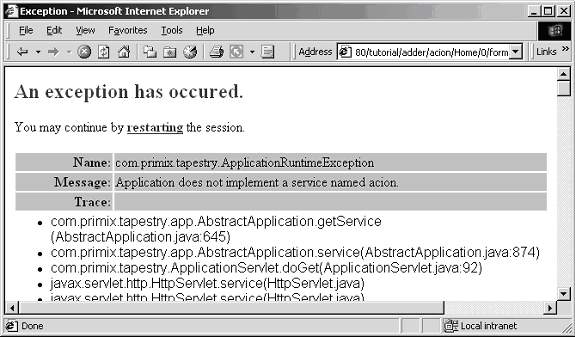 Exception - Microsoft Internet Explorer
File Edit View Favorites Tools Help
Address 80/tutorial/adder/acion/Home/0/form Links »
An exception has occured.
You may continue by restarting the session.
Name: com.primix.tapestry.ApplicationRuntimeException
Message: Application does not implement a service named acion.
Trace:
• com.primix.tapestry.app.AbstractApplication.getService
(AbstractApplication.java:645)
• com.primix.tapestry.app.AbstractApplication.service(AbstractApplication.java:874)
• com.primix.tapestry.ApplicationServlet.doGet(ApplicationServlet.java:92)
• javax.servlet.http.HttpServlet.service(HttpServlet.java)
• javax.servlet.http.HttpServlet.service(HttpServlet.java)
Done Local intranet